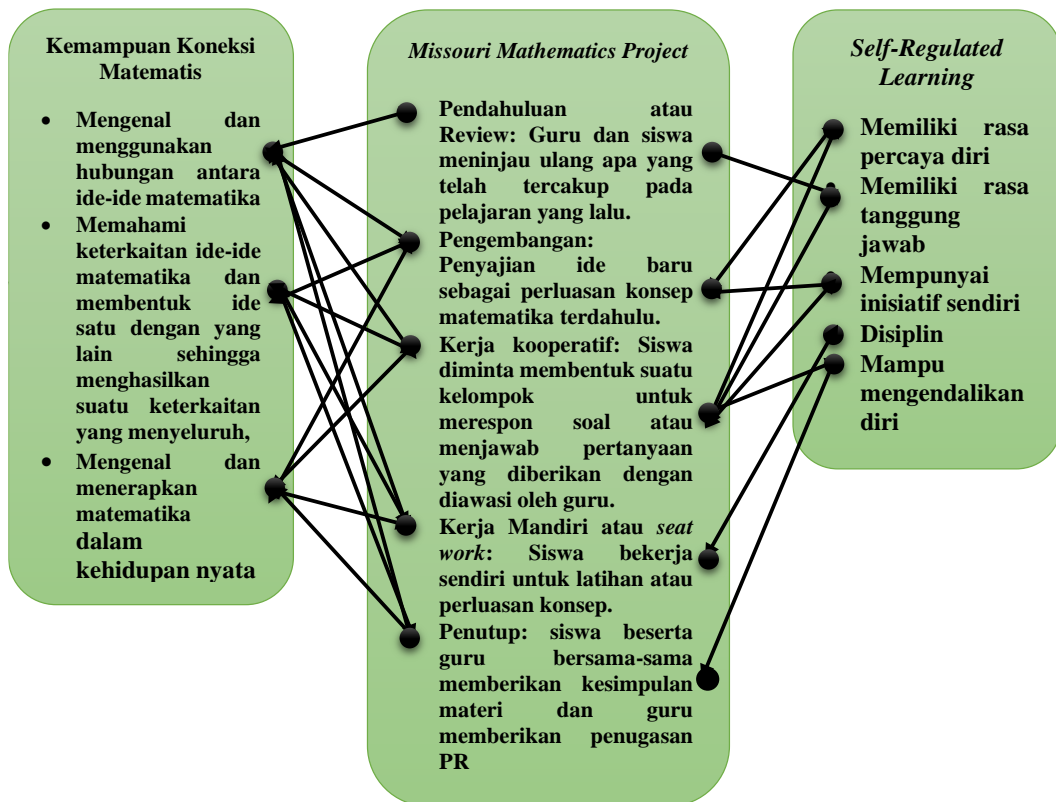 Kemampuan Koneksi
Matematis
• Mengenal dan
menggunakan
hubungan antara
ide-ide matematika
• Memahami
keterkaitan ide-ide
matematika dan
membentuk ide
satu dengan yang
lain sehingga
menghasilkan
suatu keterkaitan
yang menyeluruh,
• Mengenal dan
menerapkan
matematika
dalam
kehidupan nyata
Missouri Mathematics Project
Pendahuluan atau
Review: Guru dan siswa
meninjau ulang apa yang
telah tercakup pada
pelajaran yang lalu.
Pengembangan:
Penyajian ide baru
sebagai perluasan konsep
matematika terdahulu.
Kerja kooperatif: Siswa
diminta membentuk suatu
kelompok untuk
merespon soal atau
menjawab pertanyaan
yang diberikan dengan
diawasi oleh guru.
Kerja Mandiri atau seat
work: Siswa bekerja
sendiri untuk latihan atau
perluasan konsep.
Penutup: siswa beserta
guru bersama-sama
memberikan kesimpulan
materi dan guru
memberikan penugasan
PR
Self-Regulated
Learning
Memiliki rasa
percaya diri
Memiliki rasa
tanggung
jawab
Mempunyai
inisiatif sendiri
Disiplin
Mampu
mengendalikan
diri